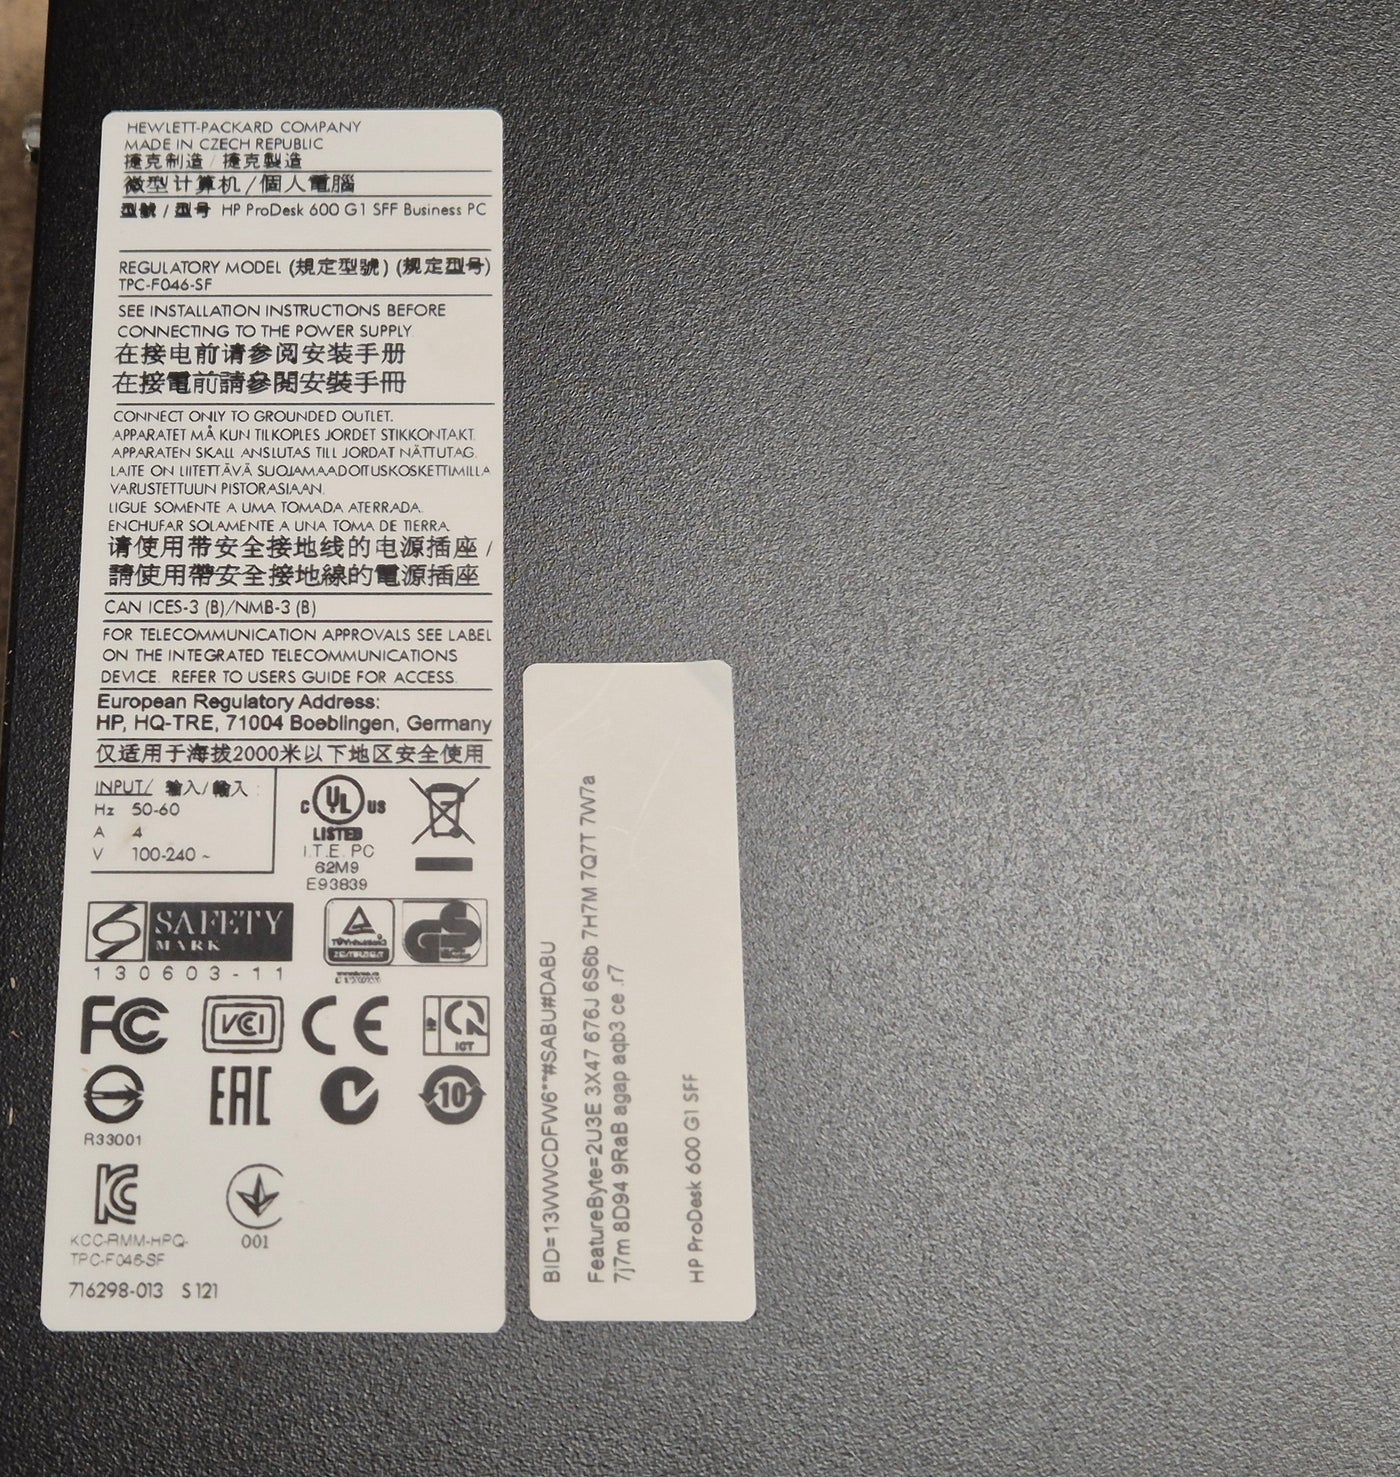 HEWLETT-PACKARD COMPANY
MADE IN CZECH REPUBLIC
捷克制造 / 捷克製造
微型计算机 / 個人電腦
型號 / 型号 HP ProDesk 600 G1 SFF Business PC
REGULATORY MODEL (規定型號) (规定型号)
TPC-F046-SF
SEE INSTALLATION INSTRUCTIONS BEFORE
CONNECTING TO THE POWER SUPPLY
在接电前请参阅安装手册
在接電前請參閱安裝手冊
CONNECT ONLY TO GROUNDED OUTLET.
APPARATET MÅ KUN TILKOPLES JORDET STIKKONTAKT
APPARATEN SKALL ANSLUTAS TILL JORDAT NÄTTUTAG.
LAITE ON LIITETTÄVÄ SUOJAMAADOITUSKOSKETTIMILLA
VARUSTETTUUN PISTORASIAAN.
LIGUE SOMENTE A UMA TOMADA ATERRADA.
ENCHUFAR SOLAMENTE A UNA TOMA DE TIERRA.
请使用带安全接地线的电源插座 /
請使用帶安全接地線的電源插座
CAN ICES-3 (B)/NMB-3 (B)
FOR TELECOMMUNICATION APPROVALS SEE LABEL
ON THE INTEGRATED TELECOMMUNICATIONS
DEVICE. REFER TO USERS GUIDE FOR ACCESS.
European Regulatory Address:
HP, HQ-TRE, 71004 Boeblingen, Germany
仅适用于海拔2000米以下地区安全使用
INPUT/ 输入/輸入 :
Hz 50-60
A 4
V 100-240 ~
C UL US
LISTED
I.T.E. PC
62M9
E93839
SAFETY
MARK
130603-11
FC
VCCI
CE
IGT
R33001
EAC
10
KC
KCC-RMM-HPQ-
TPC-F046-SF
001
716298-013 S 121
BID=13WWCDFW6**#SABU#DABU
FeatureByte=2U3E 3X47 676J 6S6b 7H7M 7Q7T 7W7a
7j7m 8D94 9RaB agap aqb3 ce .r7
HP ProDesk 600 G1 SFF